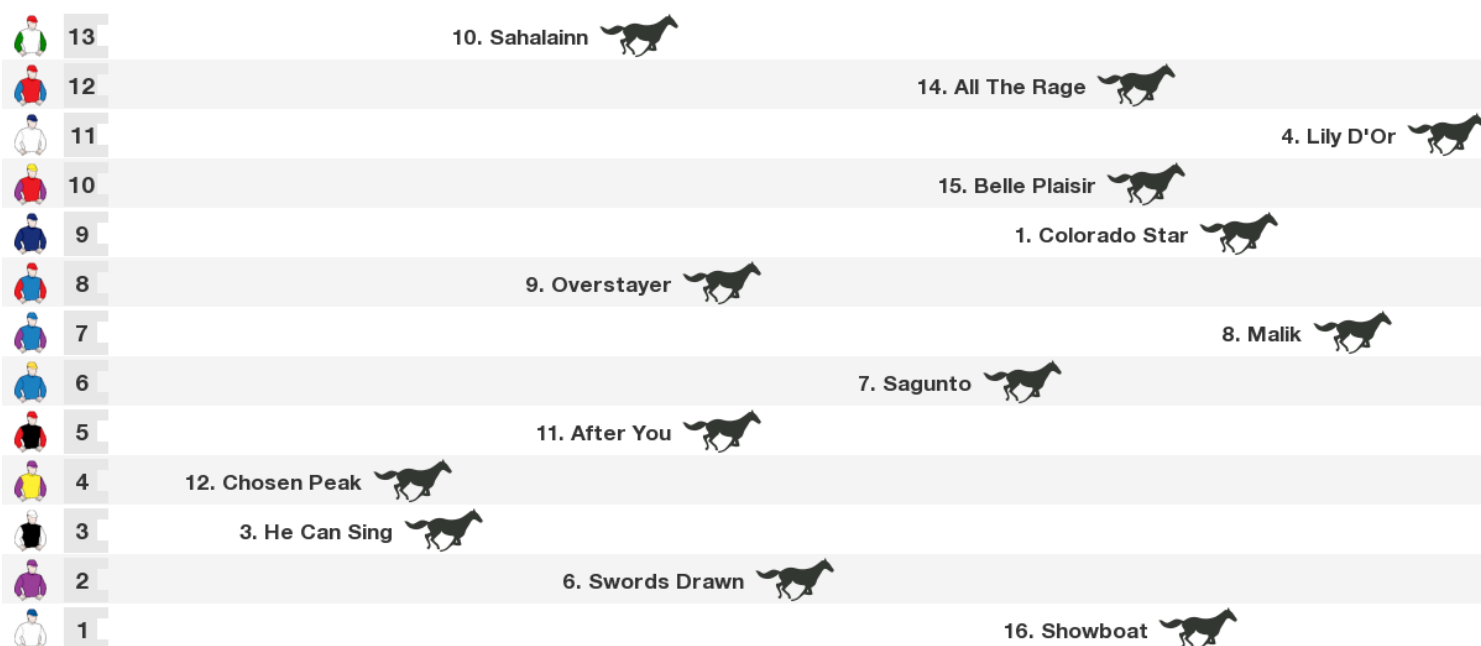 13 10. Sahalainn
12 14. All The Rage
11 4. Lily D'Or
10 15. Belle Plaisir
9 1. Colorado Star
8 9. Overstayer
7 8. Malik
6 7. Sagunto
5 11. After You
4 12. Chosen Peak
3 3. He Can Sing
2 6. Swords Drawn
1 16. Showboat